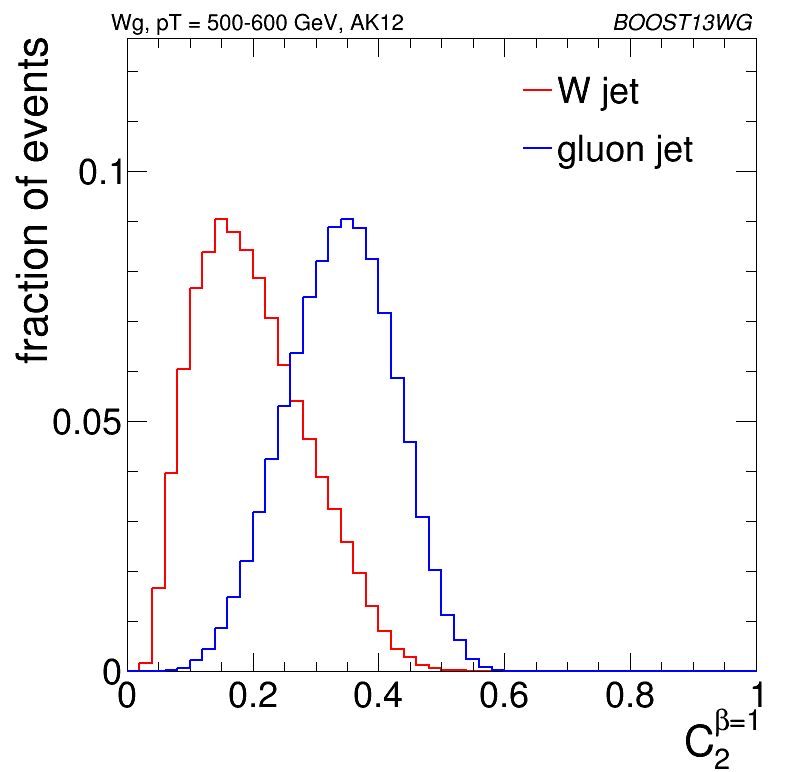 Wg, pT = 500-600 GeV, AK12
BOOST13WG
fraction of events
W jet
gluon jet
0.1
0.05
0
0 0.2 0.4 0.6 0.8 1
C₂^β=1